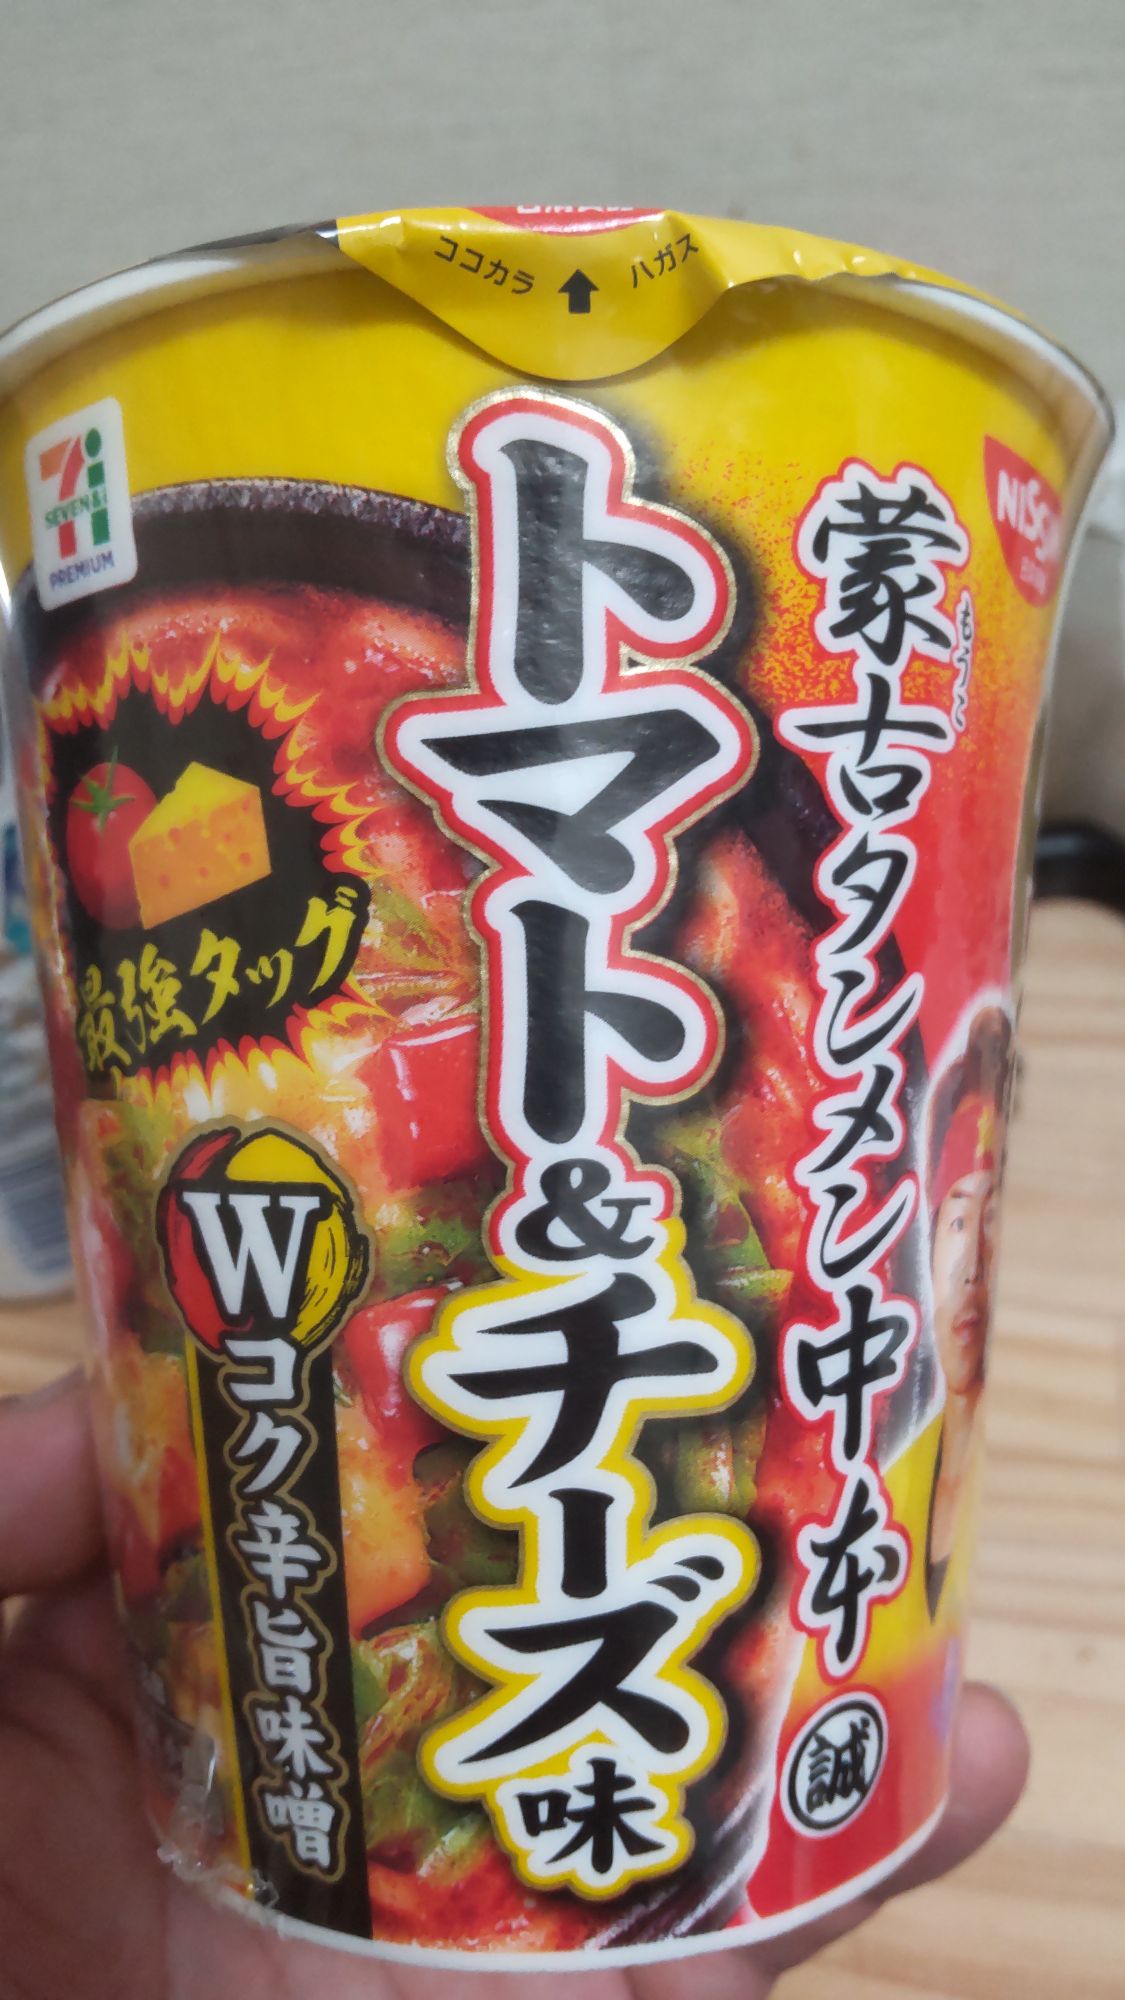 ココカラ ハガス
7i
SEVEN&i
PREMIUM
NISSIN
蒙古タンメン中本
もうこ
誠
トマト&チーズ味
最強タッグ
Wコク辛旨味噌